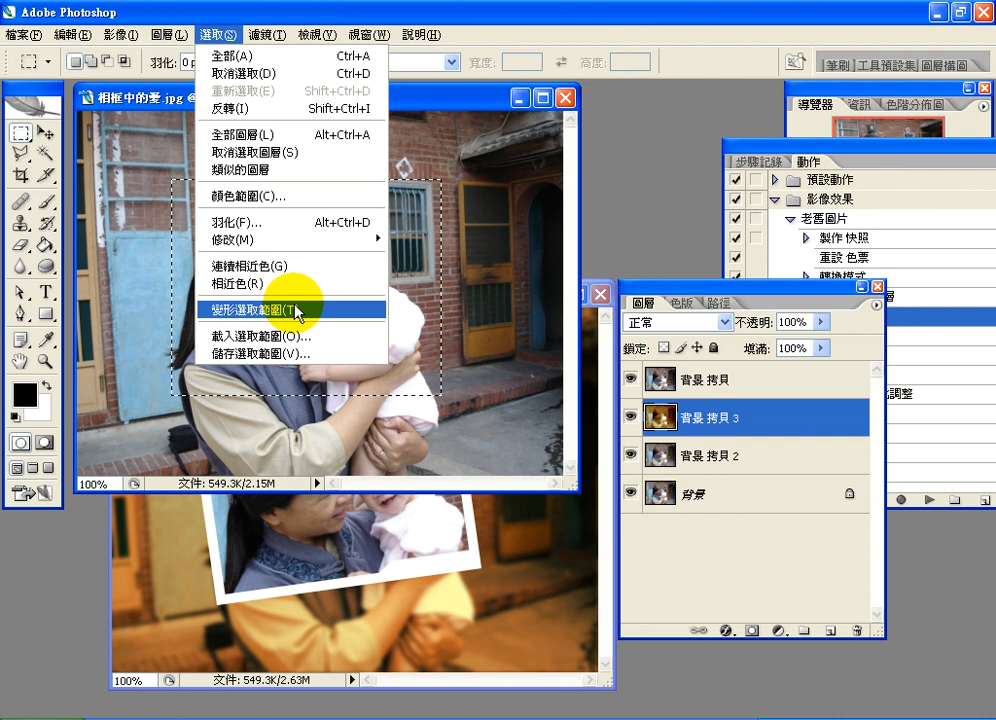 Adobe Photoshop
檔案(F) 編輯(E) 影像(I) 圖層(L) 選取(S) 濾鏡(T) 檢視(V) 視窗(W) 說明(H)
羽化: 0 寬度: 高度: 筆刷 工具預設集 圖層構圖
全部(A) Ctrl+A
取消選取(D) Ctrl+D
重新選取(E) Shift+Ctrl+D
反轉(I) Shift+Ctrl+I
全部圖層(L) Alt+Ctrl+A
取消選取圖層(S)
類似的圖層
顏色範圍(C)...
羽化(F)... Alt+Ctrl+D
修改(M)
連續相近色(G)
相近色(R)
變形選取範圍(T)
載入選取範圍(O)...
儲存選取範圍(V)...
相框中的愛.jpg @
100% 文件: 549.3K/2.15M
100% 文件: 549.3K/2.63M
導覽器 資訊 色階分佈圖
步驟記錄 動作
預設動作
影像效果
老舊圖片
製作 快照
重設 色票
轉換模式
調整
圖層 色版 路徑
正常 不透明: 100%
鎖定: 填滿: 100%
背景 拷貝
背景 拷貝 3
背景 拷貝 2
背景